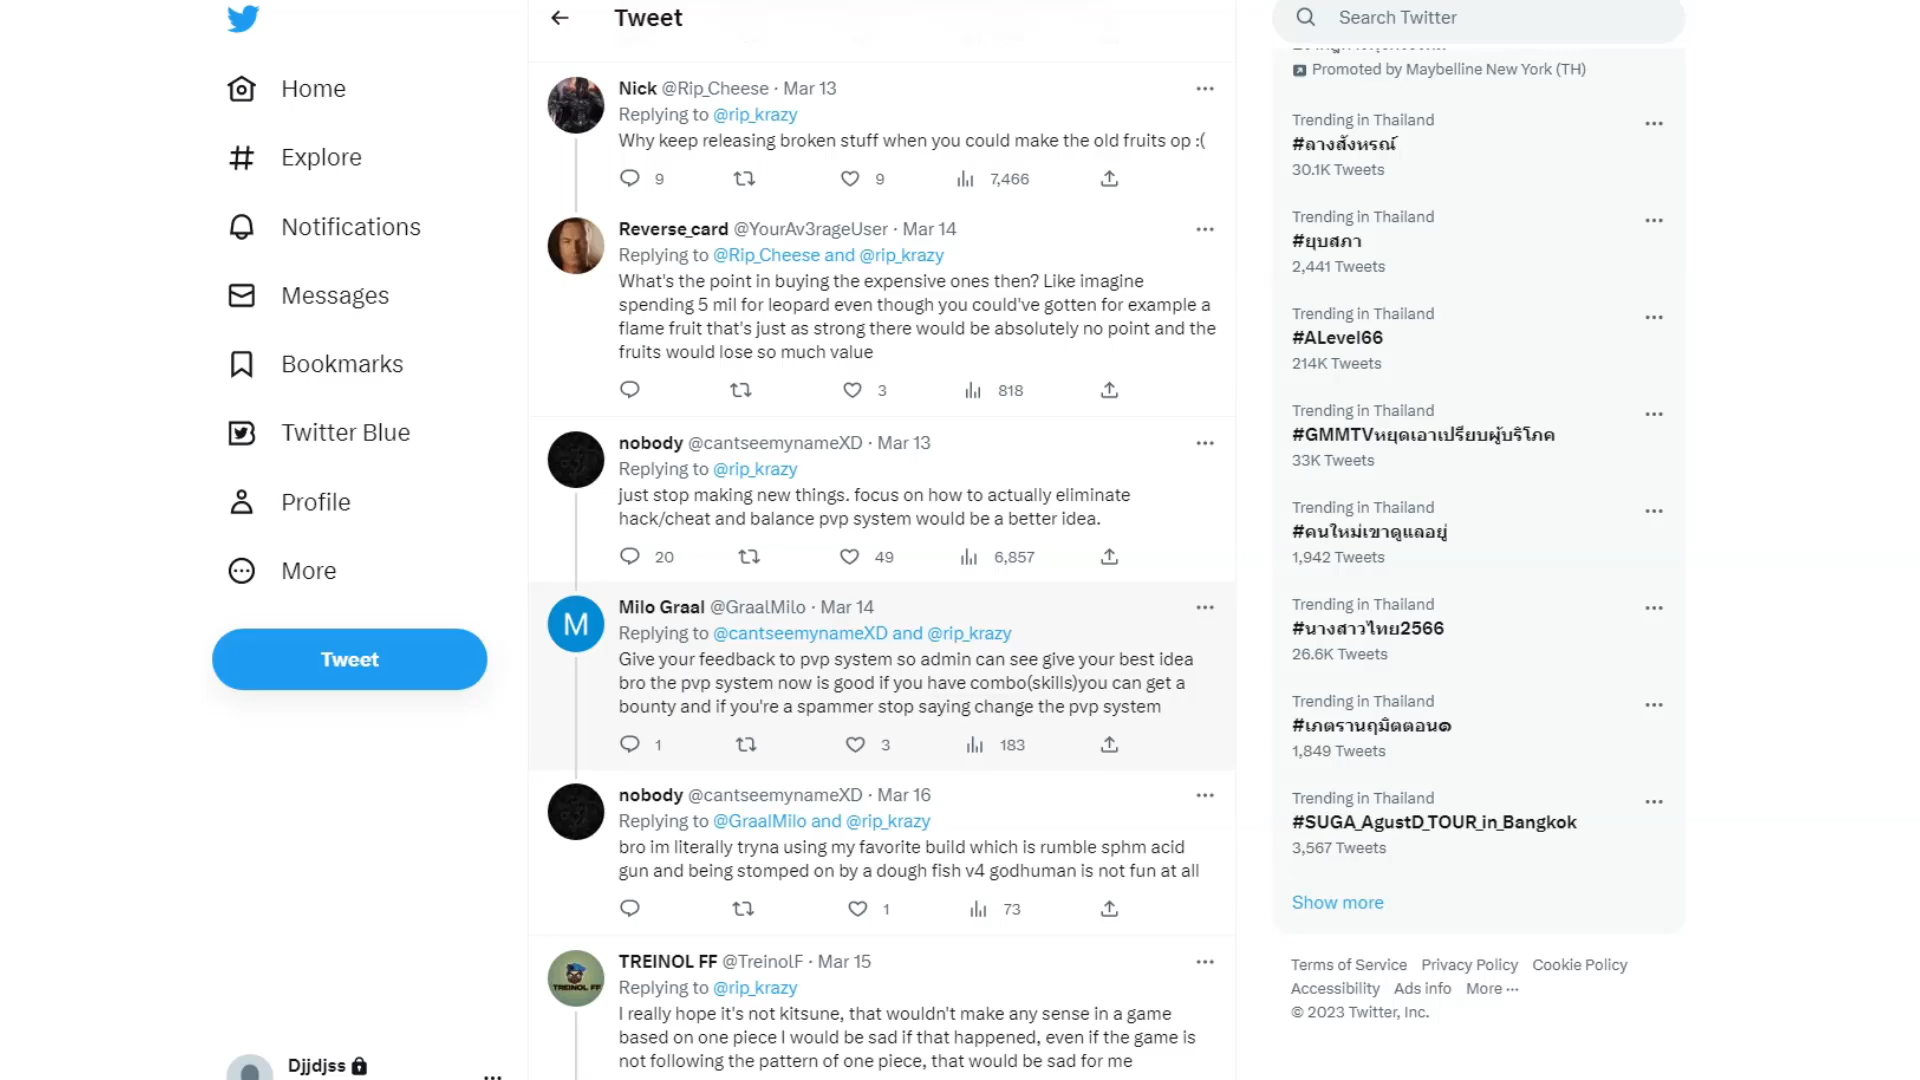 Home
Explore
Notifications
Messages
Bookmarks
Twitter Blue
Profile
More
Tweet
Djjdjss
Tweet
Nick @Rip_Cheese · Mar 13
Replying to @rip_krazy
Why keep releasing broken stuff when you could make the old fruits op :(
9 9 7,466
Reverse_card @YourAv3rageUser · Mar 14
Replying to @Rip_Cheese and @rip_krazy
What's the point in buying the expensive ones then? Like imagine
spending 5 mil for leopard even though you could've gotten for example a
flame fruit that's just as strong there would be absolutely no point and the
fruits would lose so much value
3 818
nobody @cantseemynameXD · Mar 13
Replying to @rip_krazy
just stop making new things. focus on how to actually eliminate
hack/cheat and balance pvp system would be a better idea.
20 49 6,857
M
Milo Graal @GraalMilo · Mar 14
Replying to @cantseemynameXD and @rip_krazy
Give your feedback to pvp system so admin can see give your best idea
bro the pvp system now is good if you have combo(skills)you can get a
bounty and if you're a spammer stop saying change the pvp system
1 3 183
nobody @cantseemynameXD · Mar 16
Replying to @GraalMilo and @rip_krazy
bro im literally tryna using my favorite build which is rumble sphm acid
gun and being stomped on by a dough fish v4 godhuman is not fun at all
1 73
TREINOL FF
TREINOL FF @TreinolF · Mar 15
Replying to @rip_krazy
I really hope it's not kitsune, that wouldn't make any sense in a game
based on one piece I would be sad if that happened, even if the game is
not following the pattern of one piece, that would be sad for me
Search Twitter
Promoted by Maybelline New York (TH)
Trending in Thailand
#ลางสังหรณ์
30.1K Tweets
Trending in Thailand
#ยุบสภา
2,441 Tweets
Trending in Thailand
#ALevel66
214K Tweets
Trending in Thailand
#GMMTVหยุดเอาเปรียบผู้บริโภค
33K Tweets
Trending in Thailand
#คนใหม่เขาดูแลอยู่
1,942 Tweets
Trending in Thailand
#นางสาวไทย2566
26.6K Tweets
Trending in Thailand
#เภตรานฤมิตตอน๑
1,849 Tweets
Trending in Thailand
#SUGA_AgustD_TOUR_in_Bangkok
3,567 Tweets
Show more
Terms of Service Privacy Policy Cookie Policy
Accessibility Ads info More ···
© 2023 Twitter, Inc.